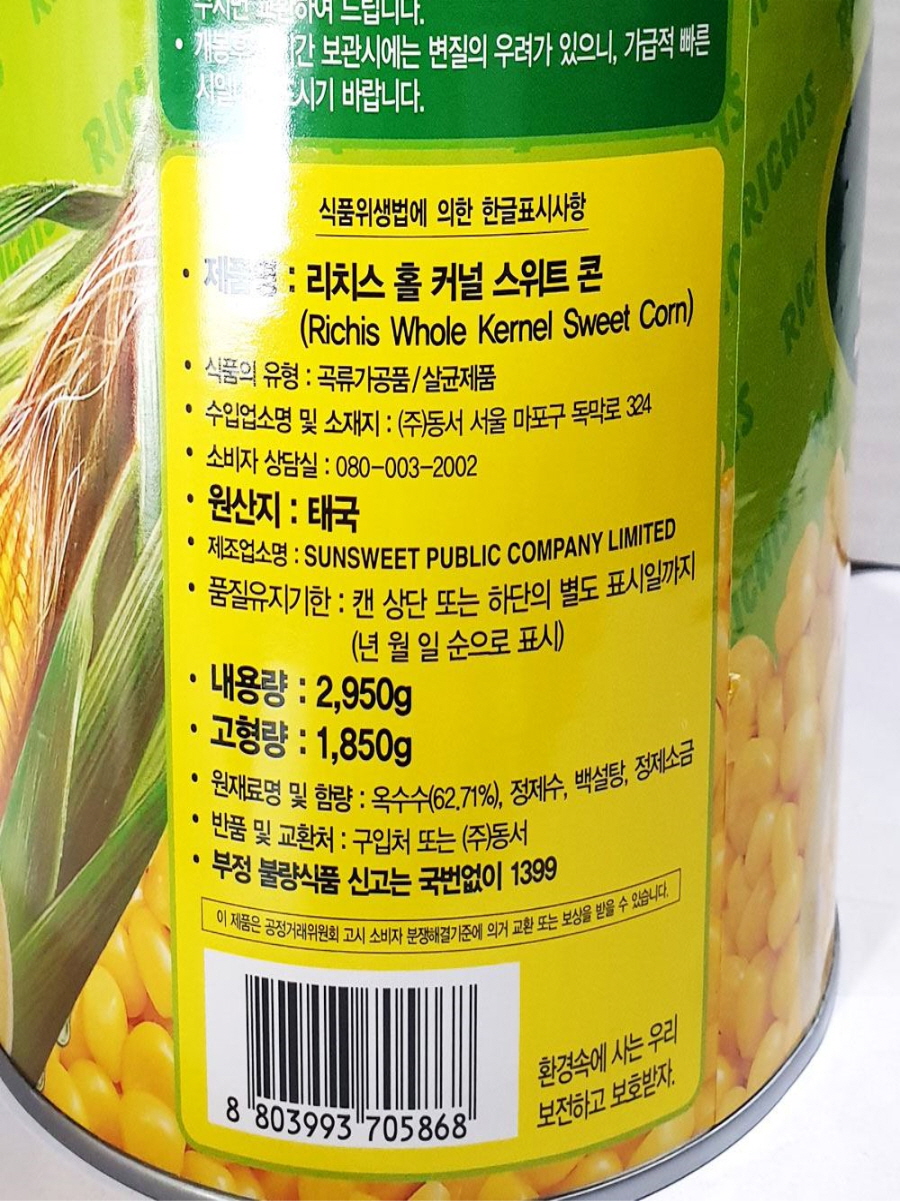 드립니다.
보관시에는 변질의 우려가 있으니, 가급적 빠른
시기 바랍니다.
식품위생법에 의한 한글표시사항
• 제품명 : 리치스 홀 커널 스위트 콘
(Richis Whole Kernel Sweet Corn)
• 식품의 유형 : 곡류가공품/살균제품
• 수입업소명 및 소재지 : (주)동서 서울 마포구 독막로 324
• 소비자 상담실 : 080-003-2002
• 원산지 : 태국
• 제조업소명 : SUNSWEET PUBLIC COMPANY LIMITED
• 품질유지기한 : 캔 상단 또는 하단의 별도 표시일까지
(년 월 일 순으로 표시)
• 내용량 : 2,950g
• 고형량 : 1,850g
• 원재료명 및 함량 : 옥수수(62.71%), 정제수, 백설탕, 정제소금
• 반품 및 교환처 : 구입처 또는 (주)동서
• 부정 불량식품 신고는 국번없이 1399
이 제품은 공정거래위원회 고시 소비자 분쟁해결기준에 의거 교환 또는 보상을 받을 수 있습니다.
8 803993 705868
환경속에 사는 우리
보전하고 보호받자.
RICHIS